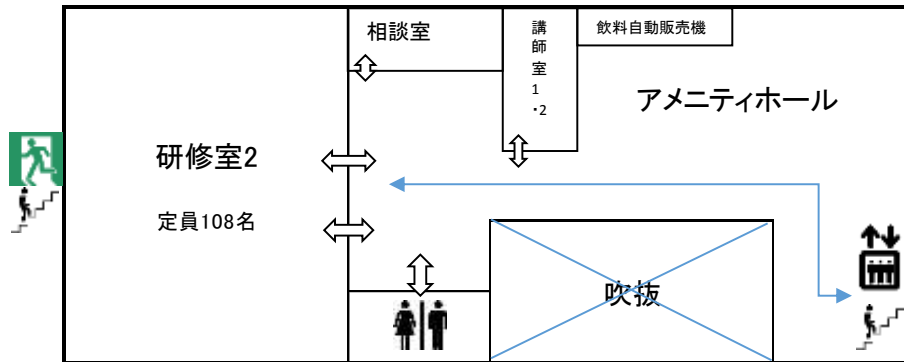 相談室
講師室1・2
飲料自動販売機
アメニティホール
研修室2
定員108名
吹抜